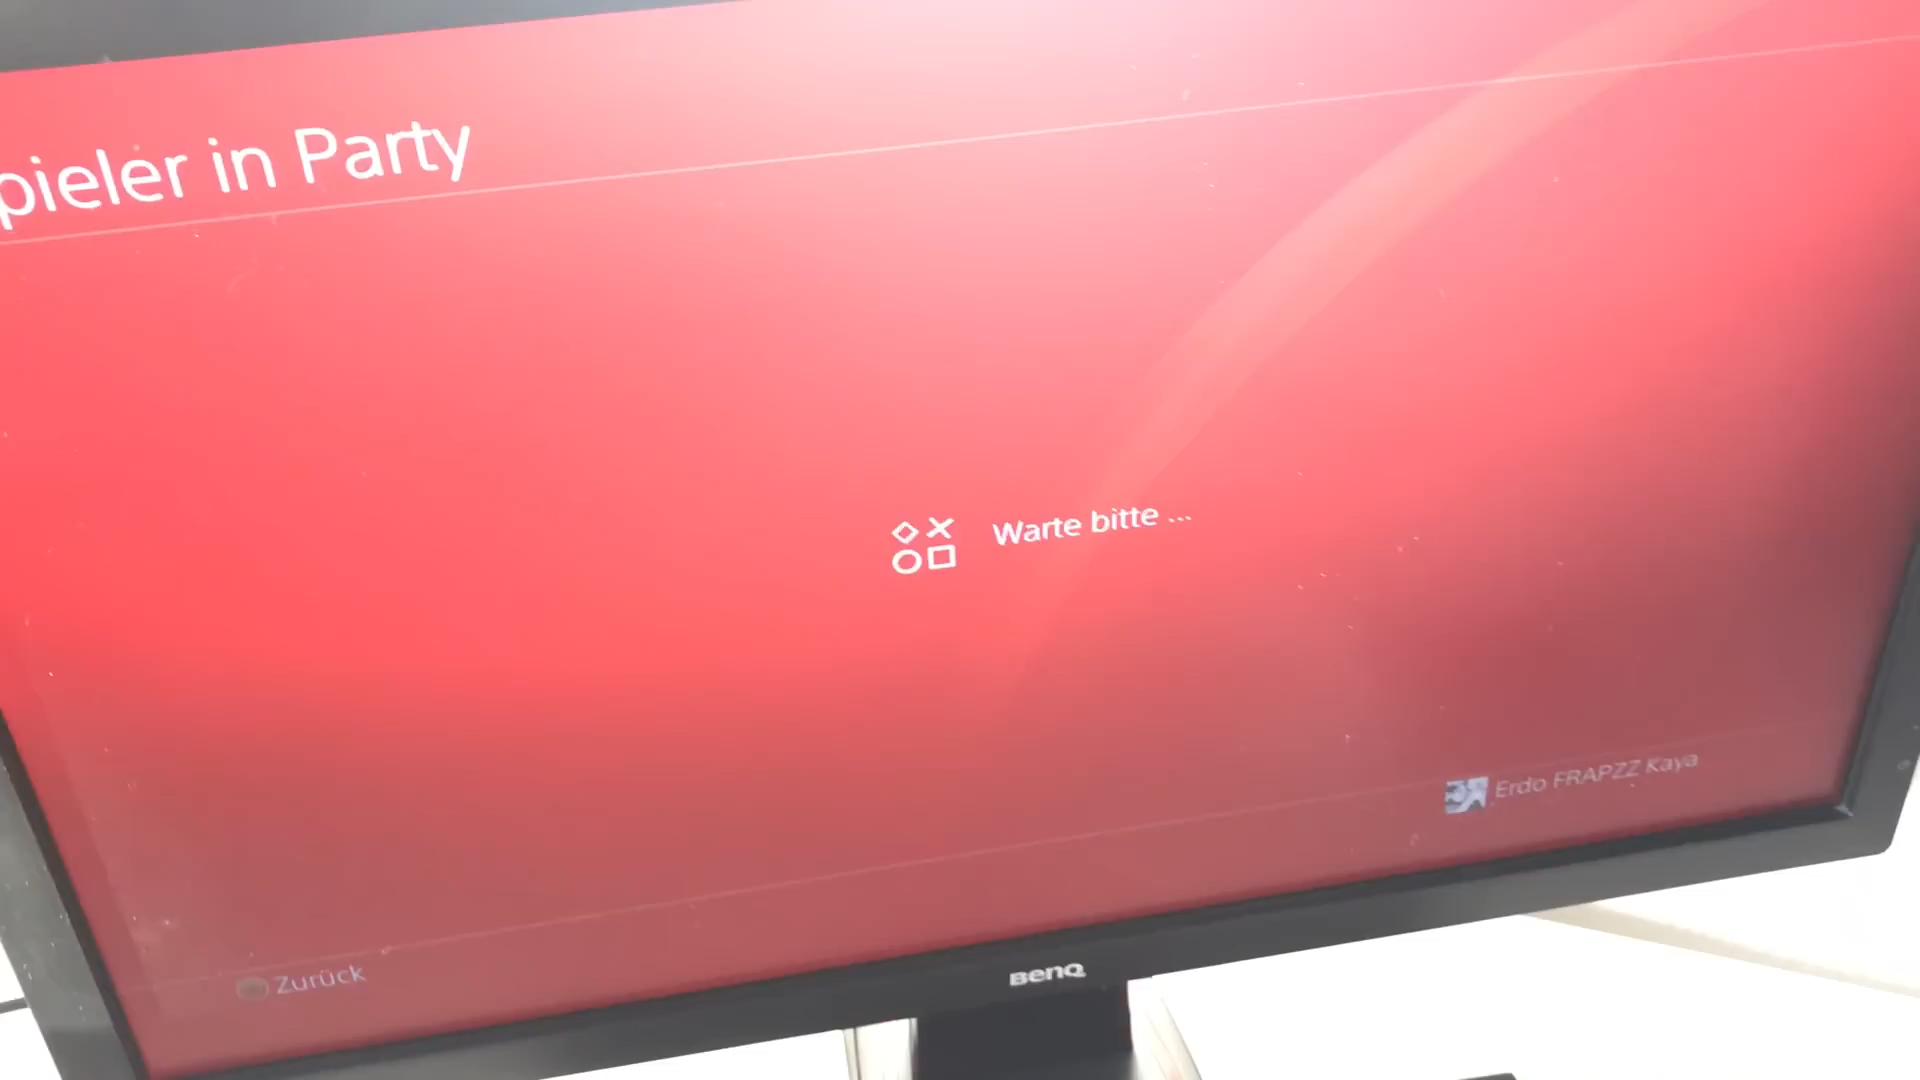 pieler in Party
Warte bitte ...
Erdo FRAPZZ Kaya
Zurück
BenQ